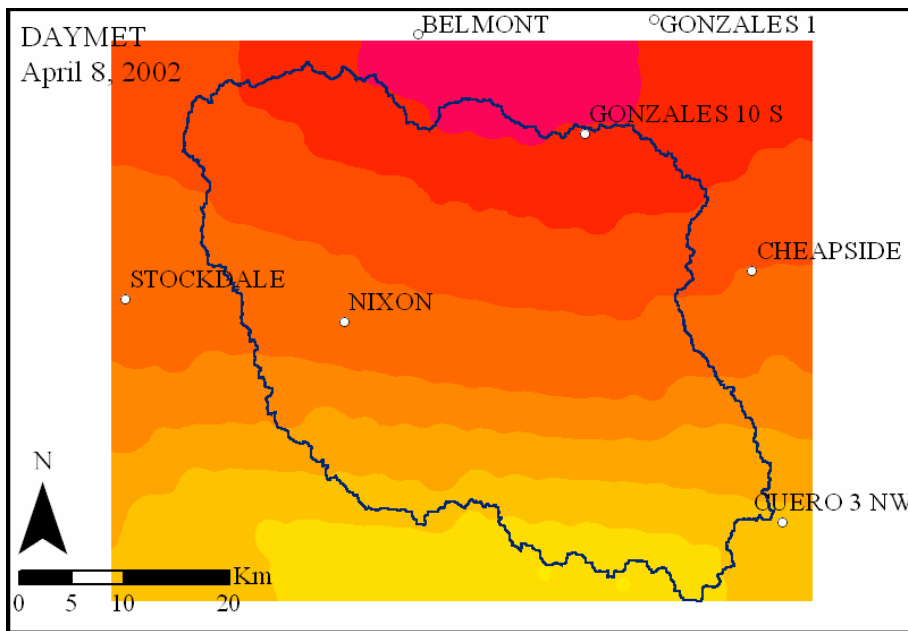 DAYMET
April 8, 2002
BELMONT
GONZALES 1
GONZALES 10 S
CHEAPSIDE
STOCKDALE
NIXON
CUERO 3 NW
N
Km
0 5 10 20